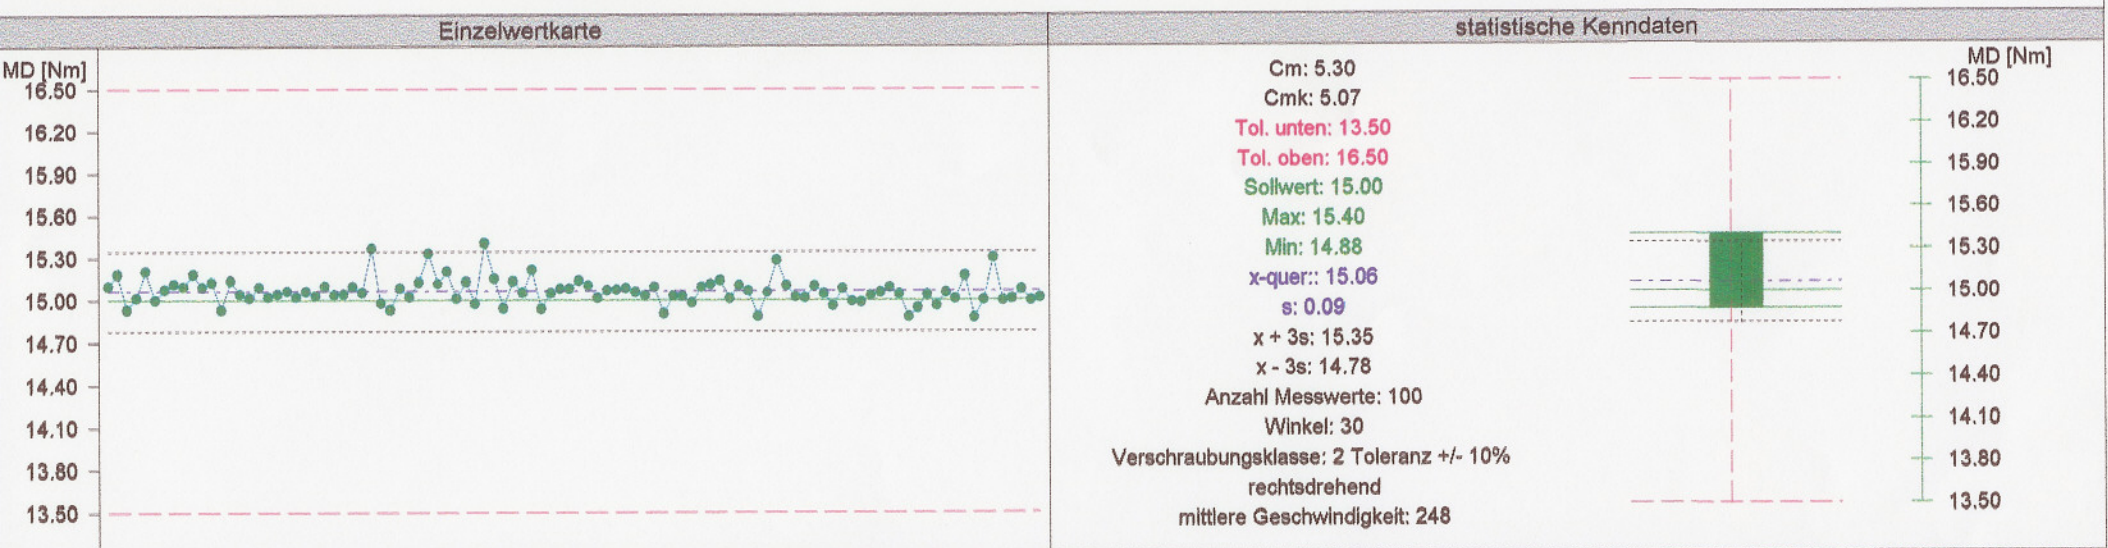 Einzelwertkarte
statistische Kenndaten
MD [Nm]
16.50
16.20
15.90
15.60
15.30
15.00
14.70
14.40
14.10
13.80
13.50
Cm: 5.30
Cmk: 5.07
Tol. unten: 13.50
Tol. oben: 16.50
Sollwert: 15.00
Max: 15.40
Min: 14.88
x-quer:: 15.06
s: 0.09
x + 3s: 15.35
x - 3s: 14.78
Anzahl Messwerte: 100
Winkel: 30
Verschraubungsklasse: 2 Toleranz +/- 10%
rechtsdrehend
mittlere Geschwindigkeit: 248
MD [Nm]
16.50
16.20
15.90
15.60
15.30
15.00
14.70
14.40
14.10
13.80
13.50